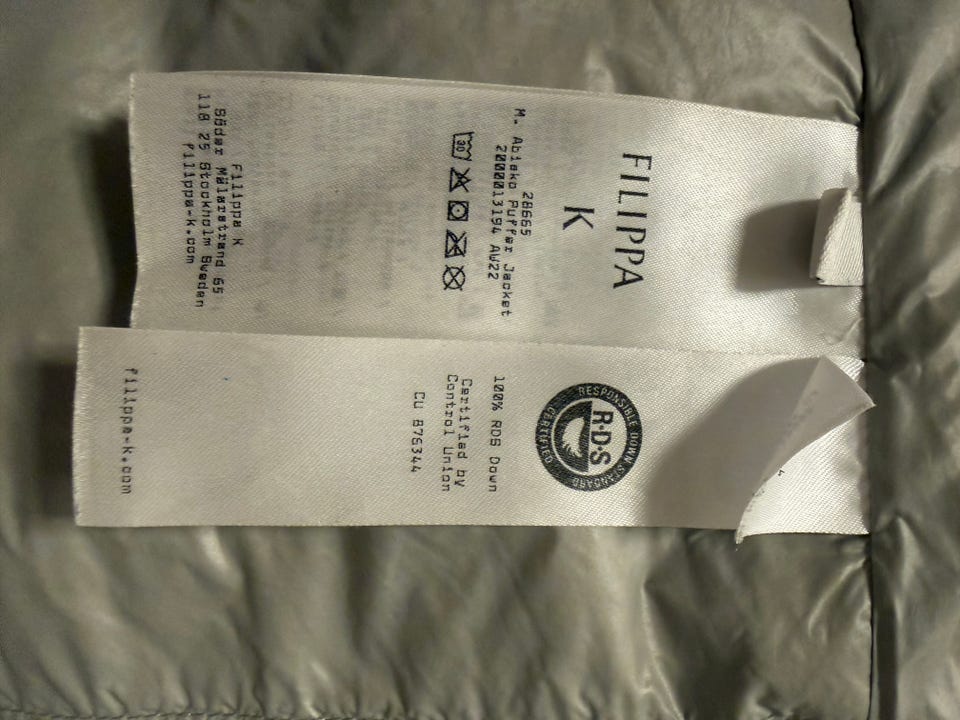 FILIPPA
K
28665
M. Abisko Puffer Jacket
2000013194 AW22
30
Filippa K
Söder Mälarstrand 65
118 25 Stockholm Sweden
filippa-k.com
RESPONSIBLE DOWN STANDARD
R·D·S
CERTIFIED
100% RDS Down
Certified by
Control Union
CU 876344
filippa-k.com